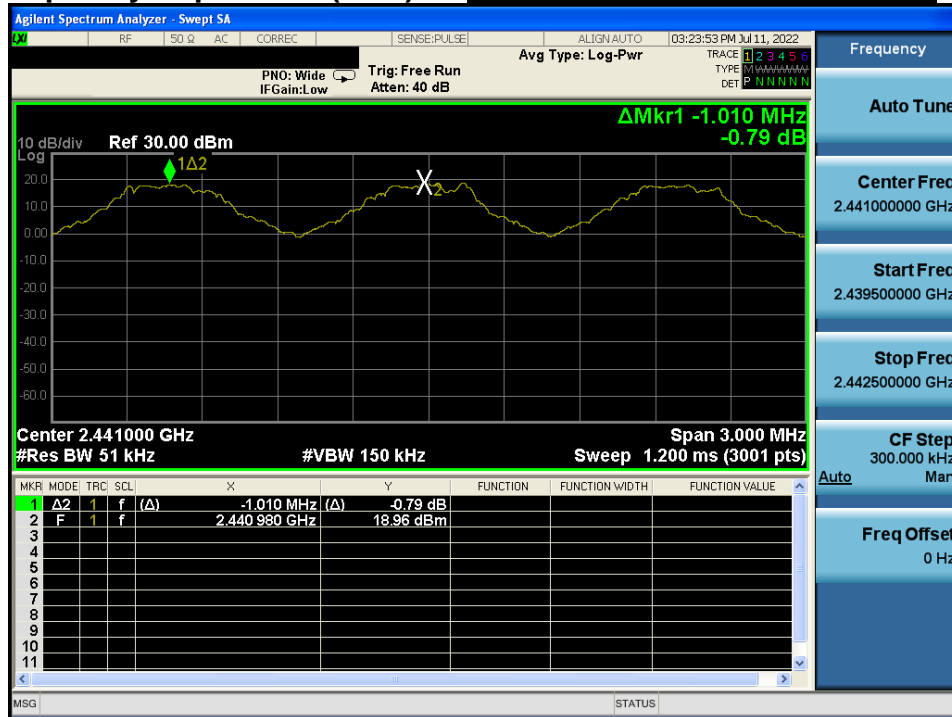 Agilent Spectrum Analyzer - Swept SA
LXI RF 50 Ω AC CORREC SENSE:PULSE ALIGNAUTO 03:23:53 PM Jul 11, 2022
PNO: Wide Trig: Free Run Avg Type: Log-Pwr TRACE 1 2 3 4 5 6
IFGain:Low Atten: 40 dB TYPE M WWWWW
DET P N N N N N
ΔMkr1 -1.010 MHz
-0.79 dB
10 dB/div Ref 30.00 dBm
Log
1Δ2
20.0
X2
10.0
0.00
-10.0
-20.0
-30.0
-40.0
-50.0
-60.0
Center 2.441000 GHz Span 3.000 MHz
#Res BW 51 kHz #VBW 150 kHz Sweep 1.200 ms (3001 pts)
MKR MODE TRC SCL X Y FUNCTION FUNCTION WIDTH FUNCTION VALUE
1 Δ2 1 f (Δ) -1.010 MHz (Δ) -0.79 dB
2 F 1 f 2.440 980 GHz 18.96 dBm
3
4
5
6
7
8
9
10
11
MSG STATUS
Frequency
Auto Tune
Center Freq
2.441000000 GHz
Start Freq
2.439500000 GHz
Stop Freq
2.442500000 GHz
CF Step
300.000 kHz
Auto Man
Freq Offset
0 Hz